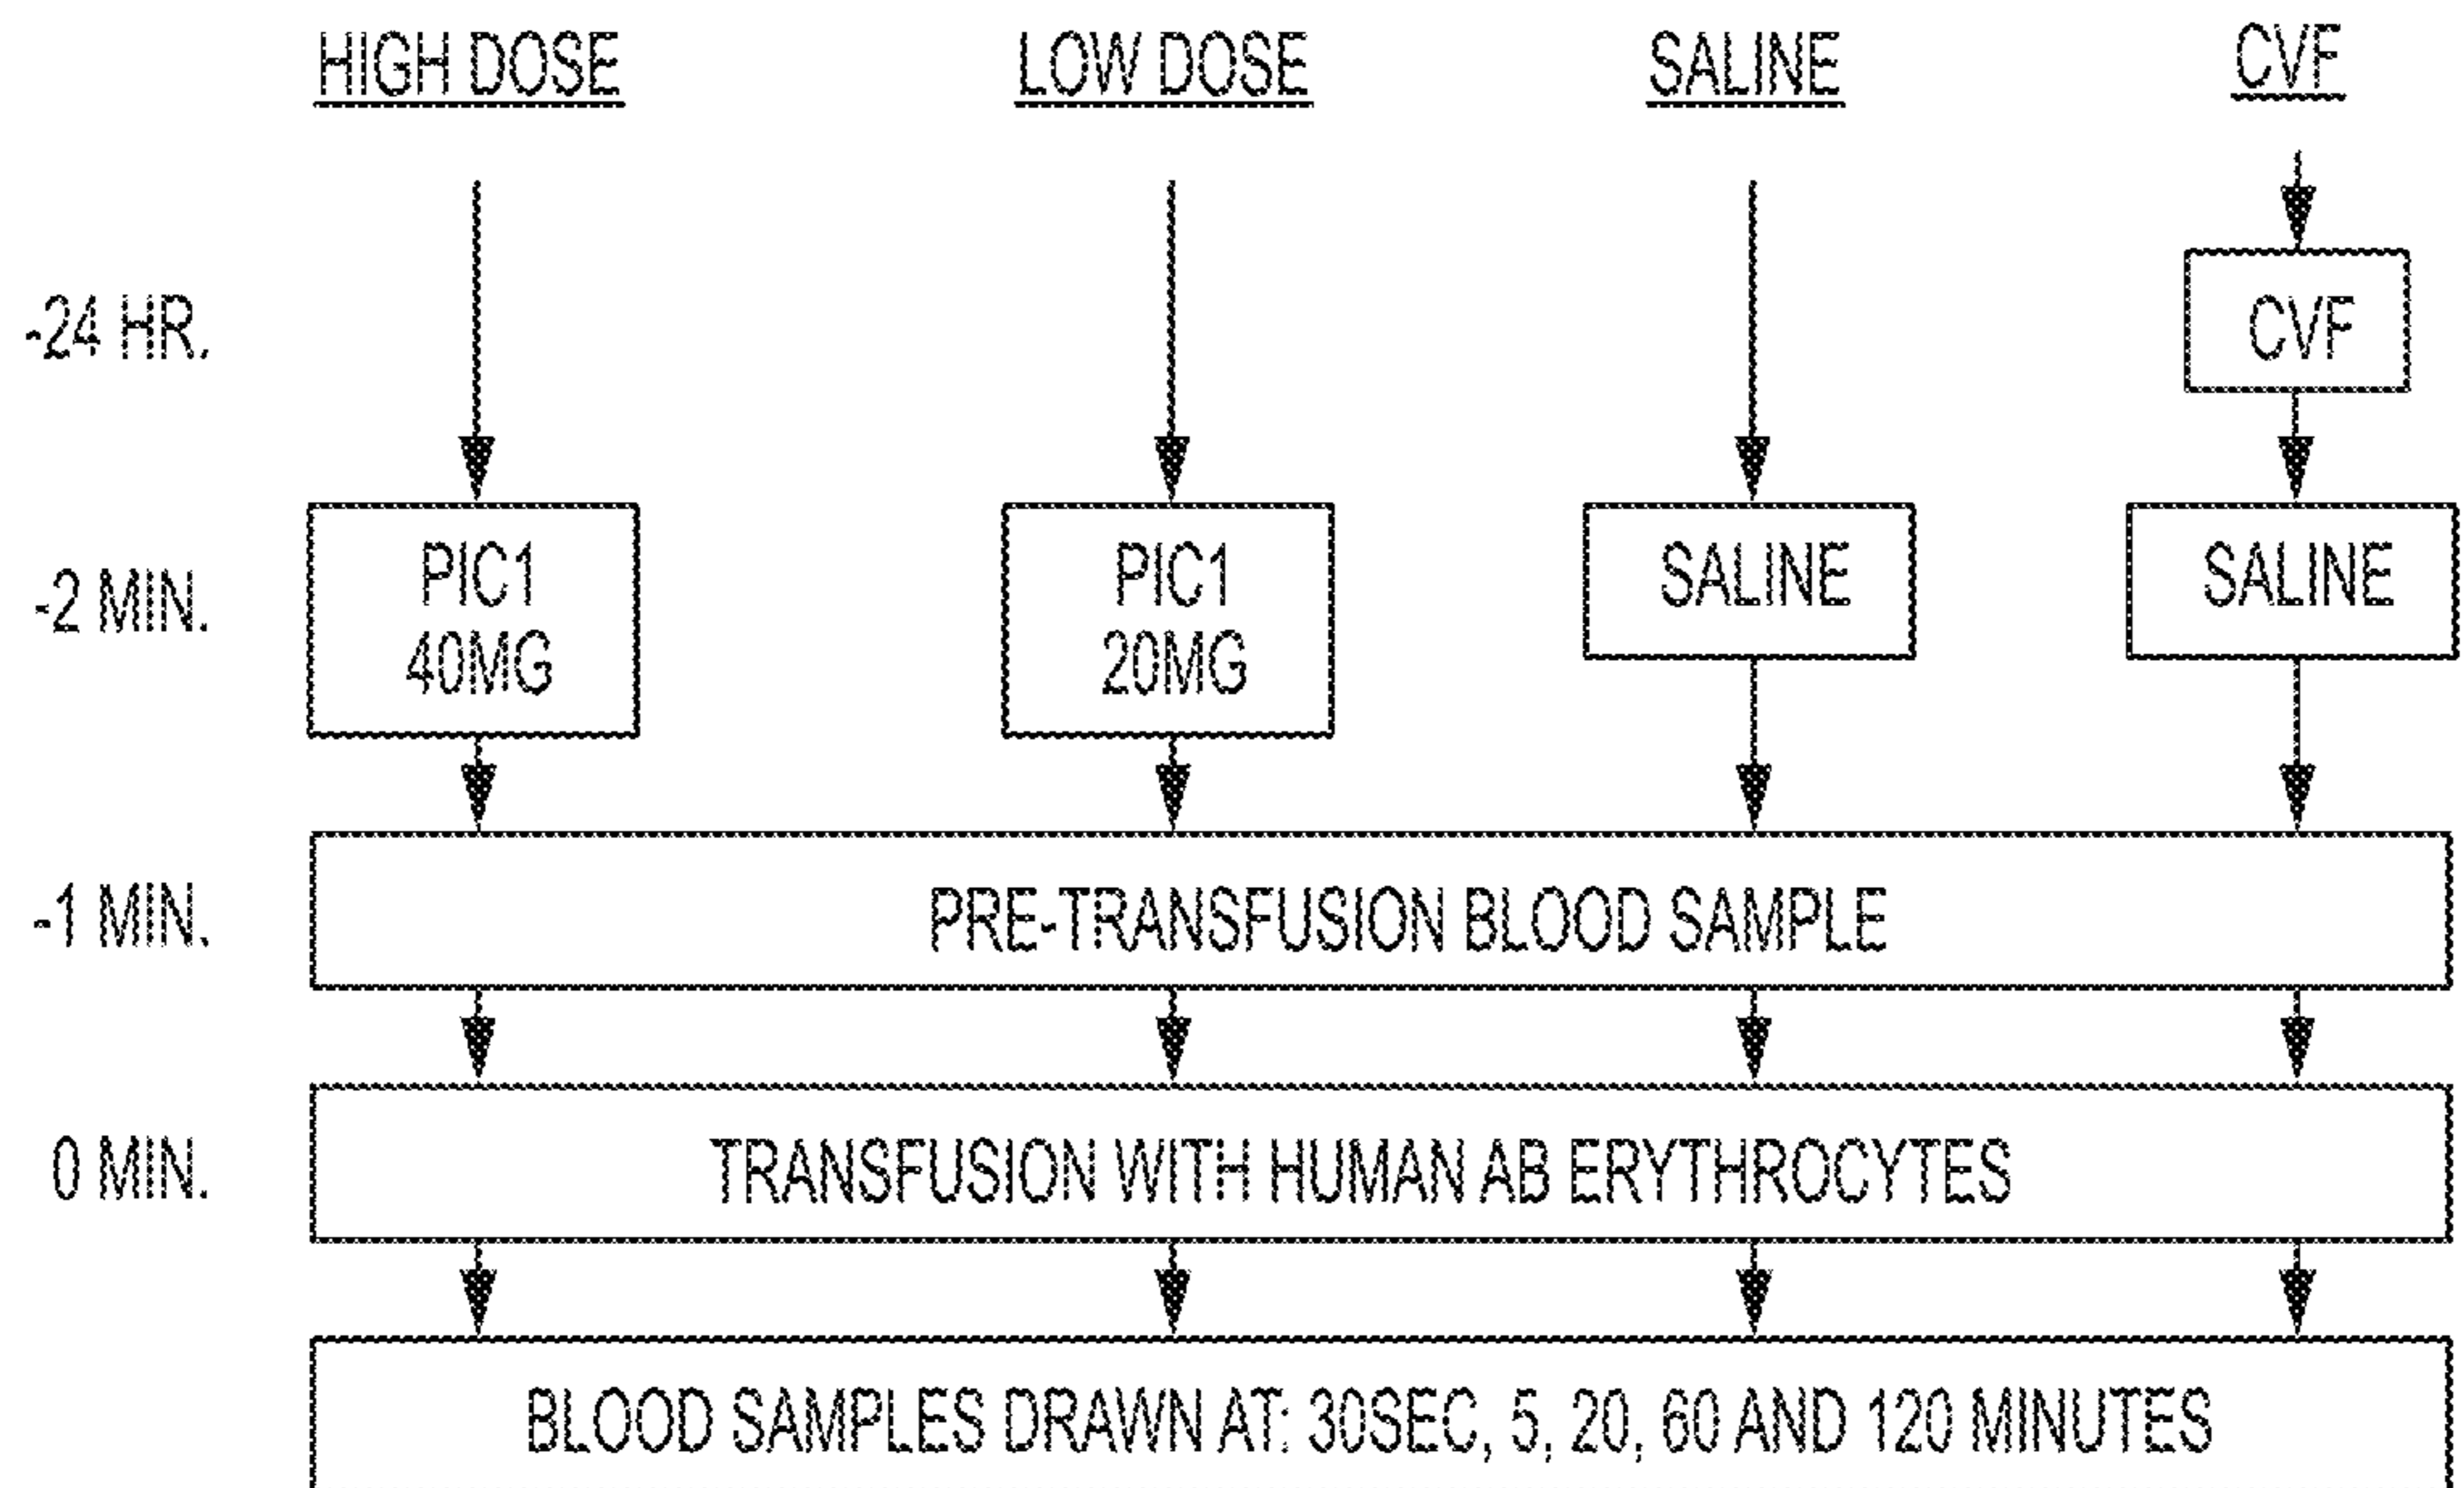 HIGH DOSE LOW DOSE SALINE CVF
-24 HR. CVF
-2 MIN. PIC1 PIC1 SALINE SALINE
40MG 20MG
-1 MIN. PRE-TRANSFUSION BLOOD SAMPLE
0 MIN. TRANSFUSION WITH HUMAN AB ERYTHROCYTES
BLOOD SAMPLES DRAWN AT: 30SEC, 5, 20, 60 AND 120 MINUTES